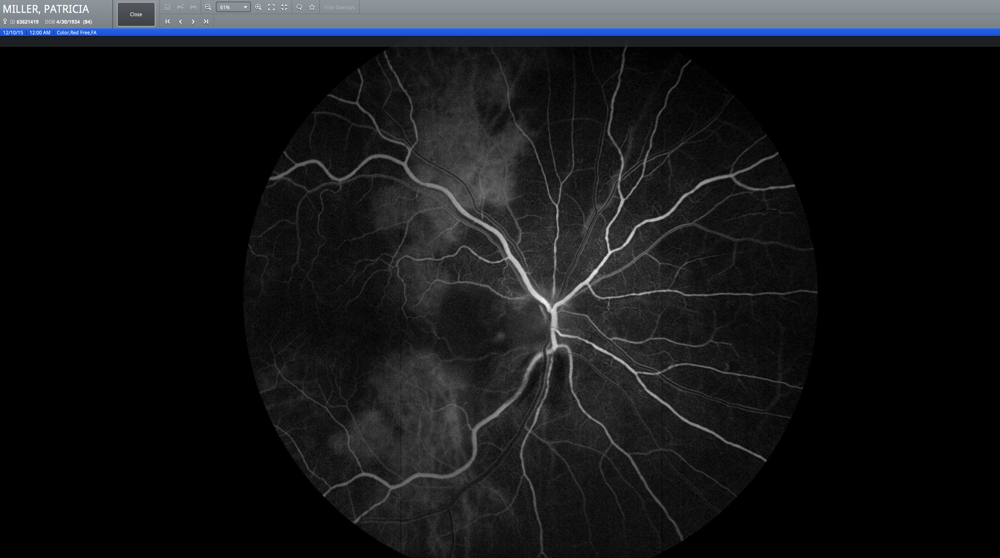 MILLER, PATRICIA
ID 63621419 DOB 4/30/1934 (84)
Close
61%
Hide Overlays
12/10/15 12:00 AM Color,Red Free,FA